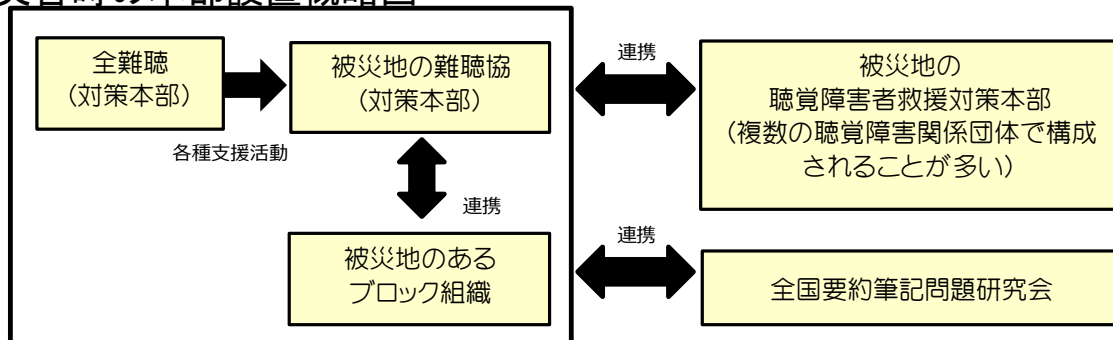 災害時の本部設置概略図
全難聴
（対策本部）
被災地の難聴協
（対策本部）
連携
被災地の
聴覚障害者救援対策本部
（複数の聴覚障害関係団体で構成
されることが多い）
各種支援活動
連携
連携
被災地のある
ブロック組織
全国要約筆記問題研究会